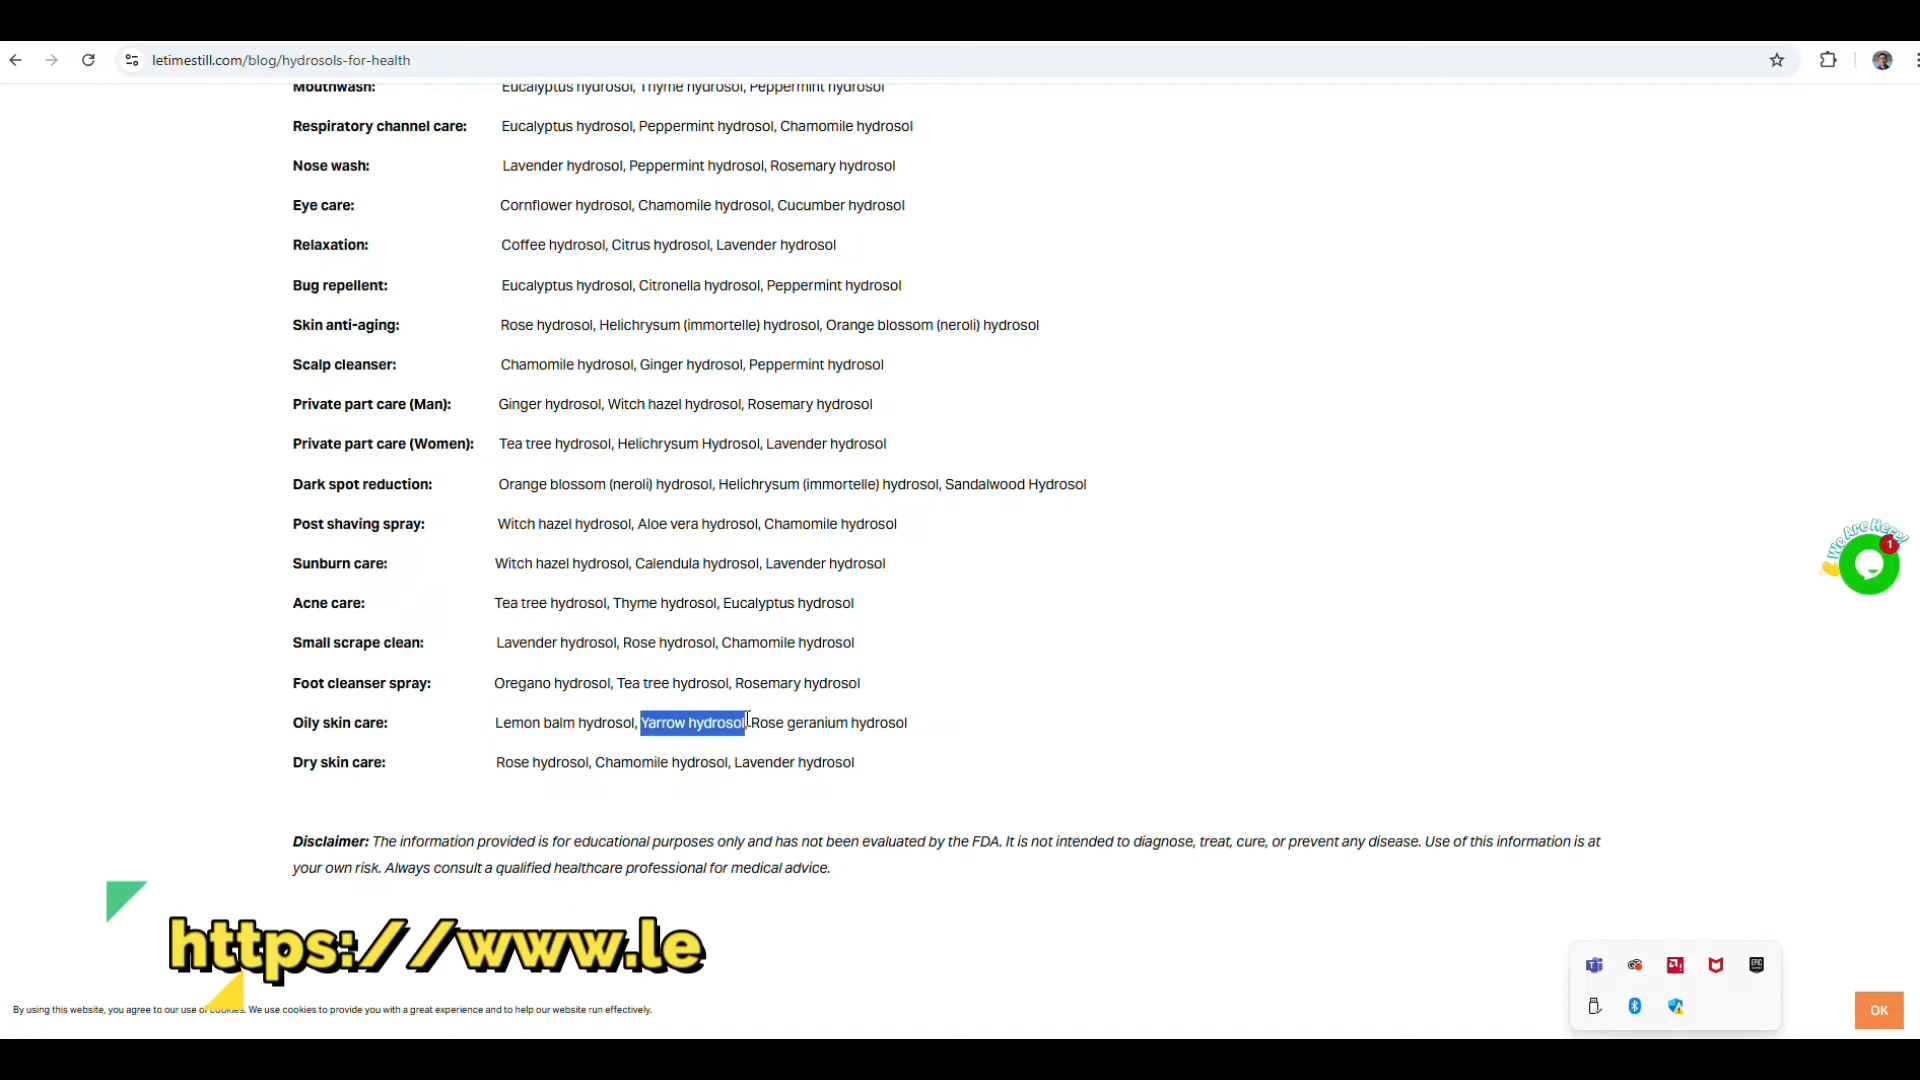 letimestill.com/blog/hydrosols-for-health
Mouthwash: Eucalyptus hydrosol, Thyme hydrosol, Peppermint hydrosol
Respiratory channel care: Eucalyptus hydrosol, Peppermint hydrosol, Chamomile hydrosol
Nose wash: Lavender hydrosol, Peppermint hydrosol, Rosemary hydrosol
Eye care: Cornflower hydrosol, Chamomile hydrosol, Cucumber hydrosol
Relaxation: Coffee hydrosol, Citrus hydrosol, Lavender hydrosol
Bug repellent: Eucalyptus hydrosol, Citronella hydrosol, Peppermint hydrosol
Skin anti-aging: Rose hydrosol, Helichrysum (immortelle) hydrosol, Orange blossom (neroli) hydrosol
Scalp cleanser: Chamomile hydrosol, Ginger hydrosol, Peppermint hydrosol
Private part care (Man): Ginger hydrosol, Witch hazel hydrosol, Rosemary hydrosol
Private part care (Women): Tea tree hydrosol, Helichrysum Hydrosol, Lavender hydrosol
Dark spot reduction: Orange blossom (neroli) hydrosol, Helichrysum (immortelle) hydrosol, Sandalwood Hydrosol
Post shaving spray: Witch hazel hydrosol, Aloe vera hydrosol, Chamomile hydrosol
We Are Here!
1
Sunburn care: Witch hazel hydrosol, Calendula hydrosol, Lavender hydrosol
Acne care: Tea tree hydrosol, Thyme hydrosol, Eucalyptus hydrosol
Small scrape clean: Lavender hydrosol, Rose hydrosol, Chamomile hydrosol
Foot cleanser spray: Oregano hydrosol, Tea tree hydrosol, Rosemary hydrosol
Oily skin care: Lemon balm hydrosol, Yarrow hydrosol, Rose geranium hydrosol
Dry skin care: Rose hydrosol, Chamomile hydrosol, Lavender hydrosol
Disclaimer: The information provided is for educational purposes only and has not been evaluated by the FDA. It is not intended to diagnose, treat, cure, or prevent any disease. Use of this information is at
your own risk. Always consult a qualified healthcare professional for medical advice.
https://www.le
By using this website, you agree to our use of cookies. We use cookies to provide you with a great experience and to help our website run effectively.
OK